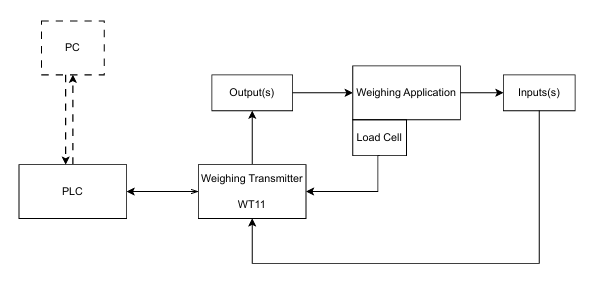 PC
Output(s)
Weighing Application
Inputs(s)
Load Cell
PLC
Weighing Transmitter
WT11